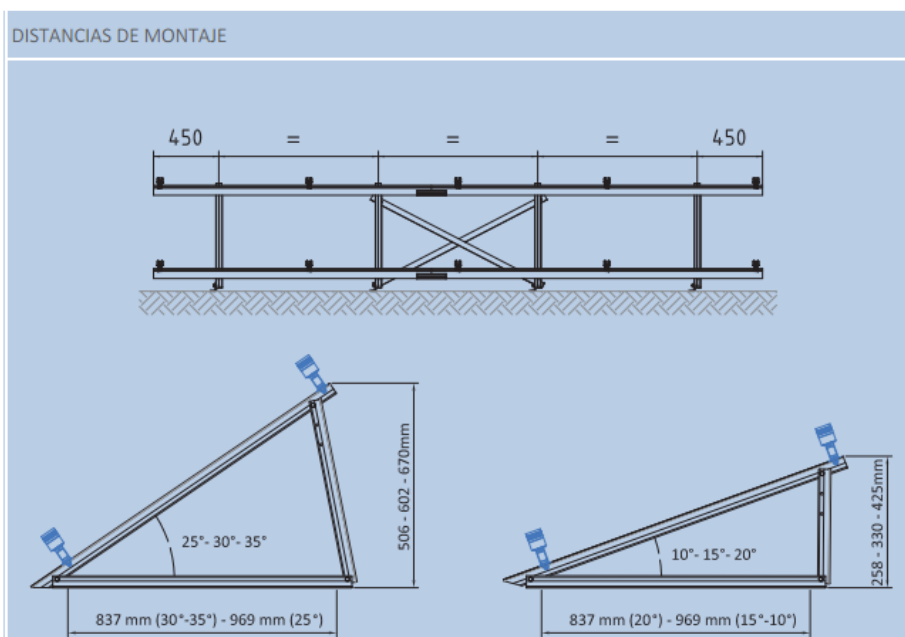 DISTANCIAS DE MONTAJE
450 = = = 450
506 - 602 - 670mm
25°- 30°- 35°
837 mm (30°-35°) - 969 mm (25°)
258 - 330 - 425mm
10°- 15°- 20°
837 mm (20°) - 969 mm (15°-10°)